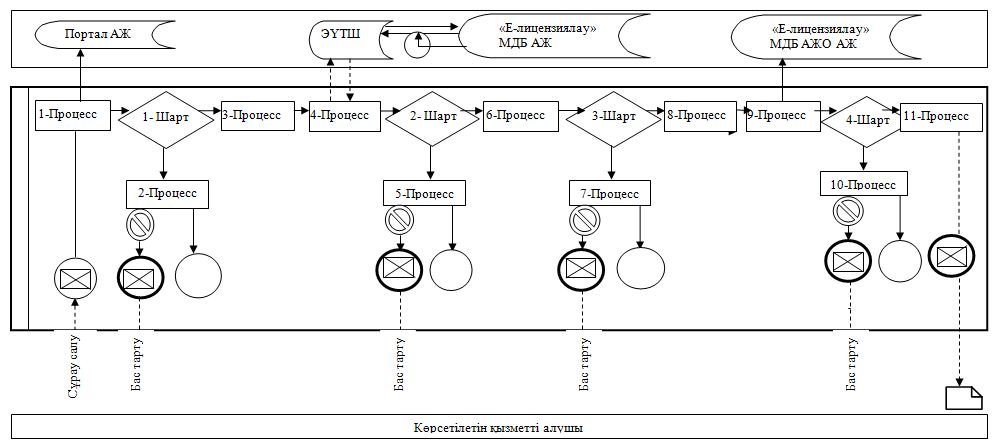 Портал АЖ
ЭҮТШ
«Е-лицензиялау»
МДБ АЖ
«Е-лицензиялау»
МДБ АЖО АЖ
1-Процесс
1- Шарт
3-Процесс
4-Процесс
2- Шарт
6-Процесс
3-Шарт
8-Процесс
9-Процесс
4-Шарт
11-Процесс
2-Процесс
5-Процесс
7-Процесс
10-Процесс
Сұрау салу
Бас тарту
Бас тарту
Бас тарту
Бас тарту
Көрсетілетін қызметті алушы